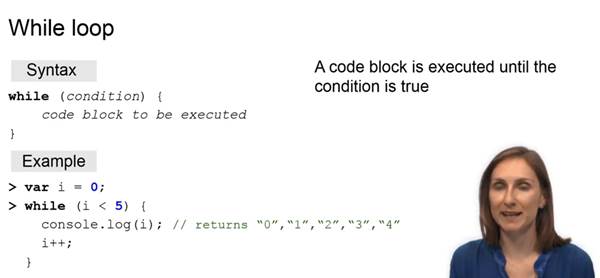 While loop
Syntax
while (condition) {
code block to be executed
}
Example
> var i = 0;
> while (i < 5) {
console.log(i); // returns “0”,“1”,“2”,“3”,“4”
i++;
}
A code block is executed until the
condition is true